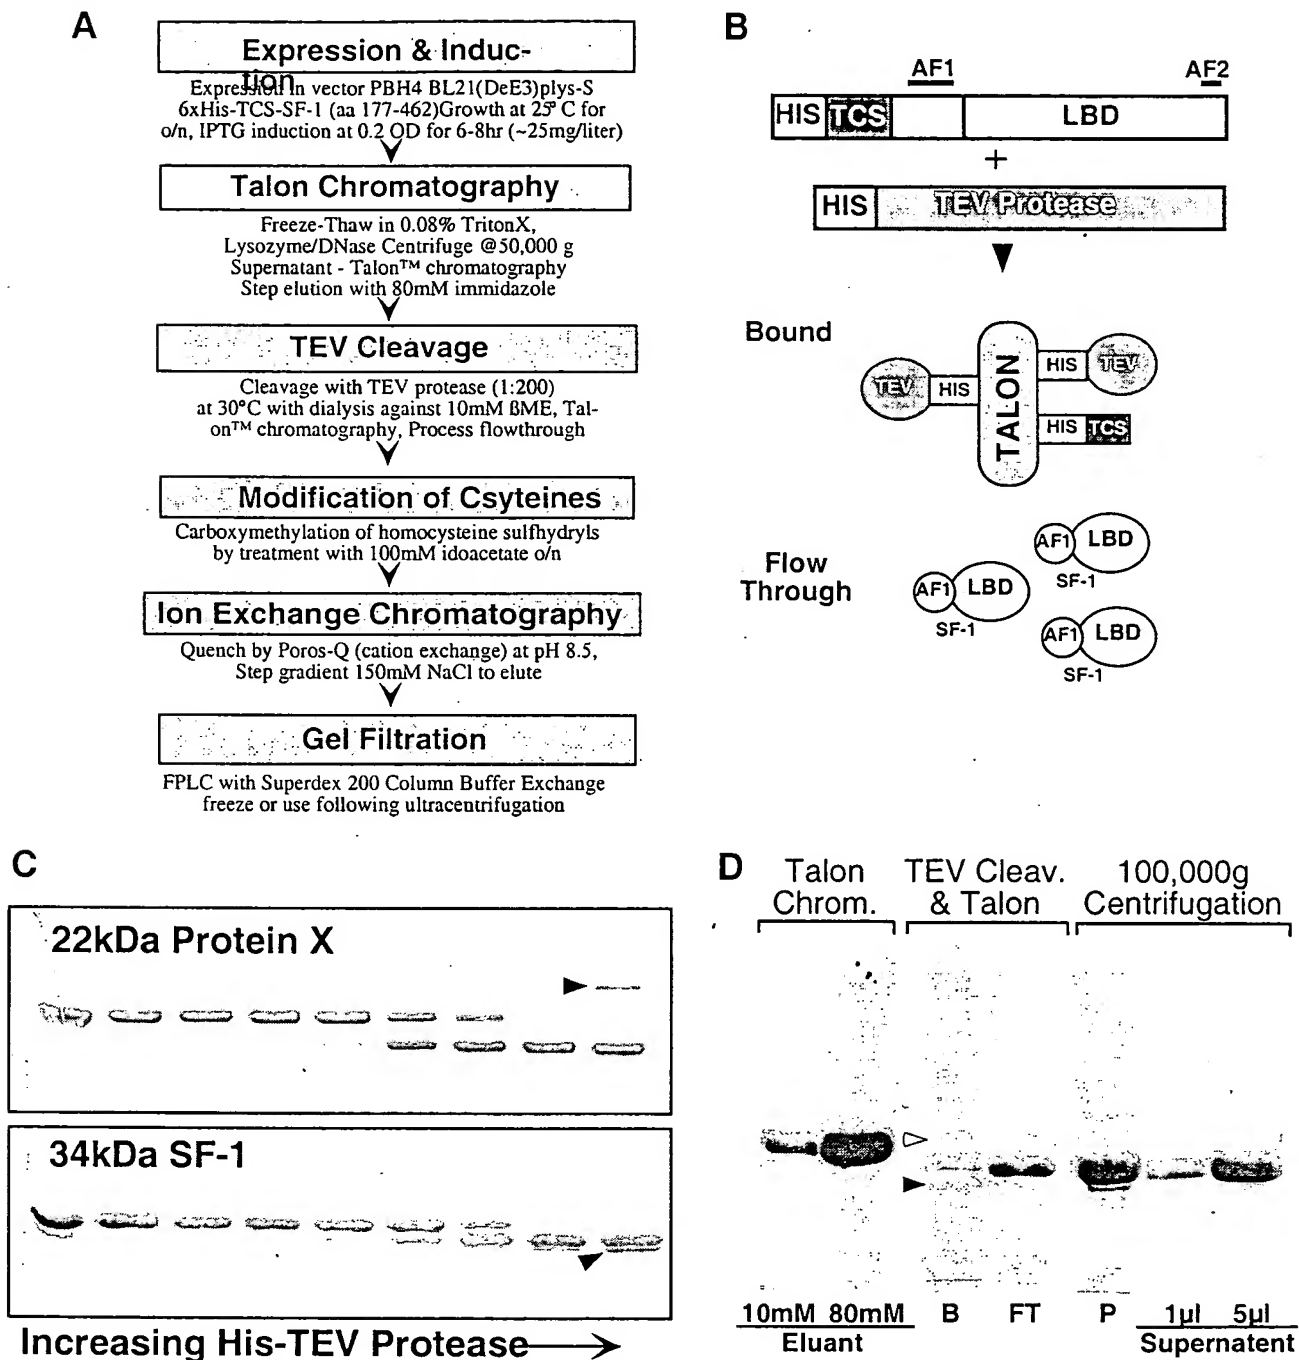 A
Expression & Induc-
tion
Expression in vector PBH4 BL21(DeE3)plys-S
6xHis-TCS-SF-1 (aa 177-462)Growth at 25° C for
o/n, IPTG induction at 0.2 OD for 6-8hr (~25mg/liter)
Talon Chromatography
Freeze-Thaw in 0.08% TritonX,
Lysozyme/DNase Centrifuge @50,000 g
Supernatant - Talon™ chromatography
Step elution with 80mM immidazole
TEV Cleavage
Cleavage with TEV protease (1:200)
at 30°C with dialysis against 10mM BME, Tal-
on™ chromatography, Process flowthrough
Modification of Csyteines
Carboxymethylation of homocysteine sulfhydryls
by treatment with 100mM idoacetate o/n
Ion Exchange Chromatography
Quench by Poros-Q (cation exchange) at pH 8.5,
Step gradient 150mM NaCl to elute
Gel Filtration
FPLC with Superdex 200 Column Buffer Exchange
freeze or use following ultracentrifugation
B
AF1 AF2
HIS TCS LBD
+
HIS TEV Protease
Bound
TEV HIS TALON HIS TEV
HIS TCS
Flow
Through
AF1 LBD
SF-1
AF1 LBD
SF-1
AF1 LBD
SF-1
C
22kDa Protein X
34kDa SF-1
Increasing His-TEV Protease
D
Talon TEV Cleav. 100,000g
Chrom. & Talon Centrifugation
10mM 80mM B FT P 1µl 5µl
Eluant Supernatent